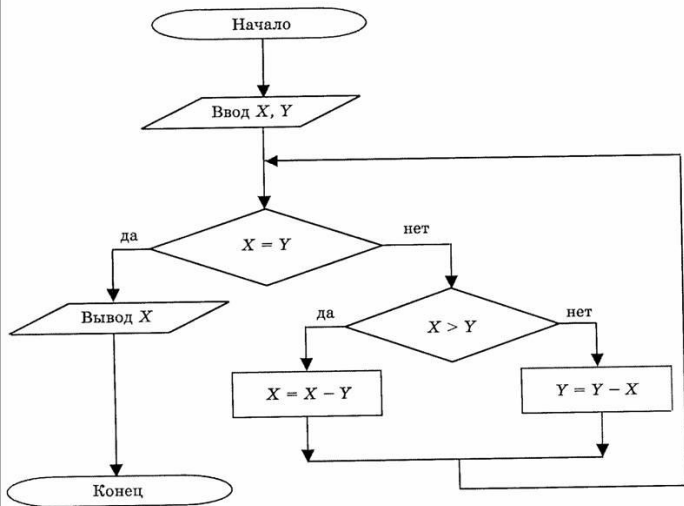 Начало
Ввод X, Y
X = Y
да
нет
Вывод X
X > Y
да
нет
X = X − Y
Y = Y − X
Конец